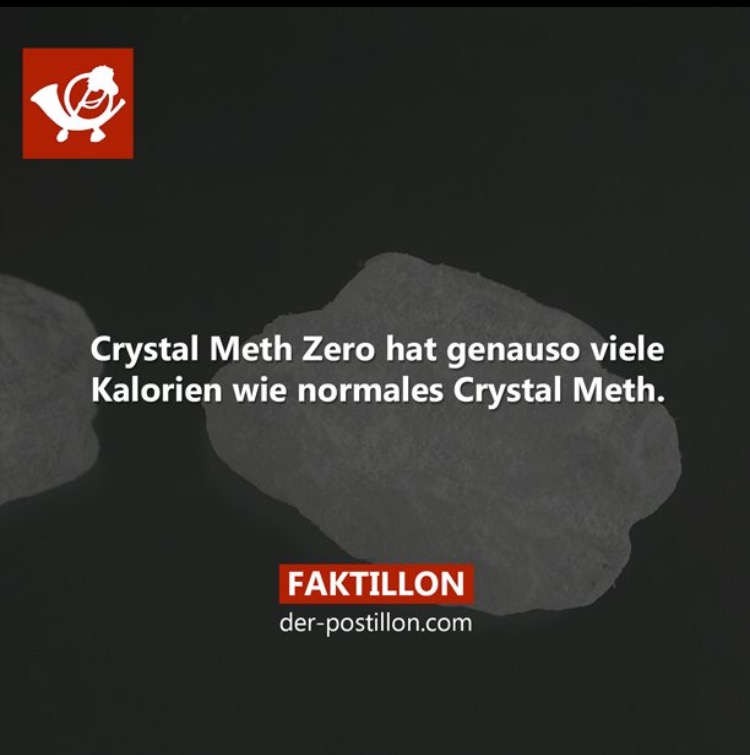 Crystal Meth Zero hat genauso viele
Kalorien wie normales Crystal Meth.
FAKTILLON
der-postillon.com